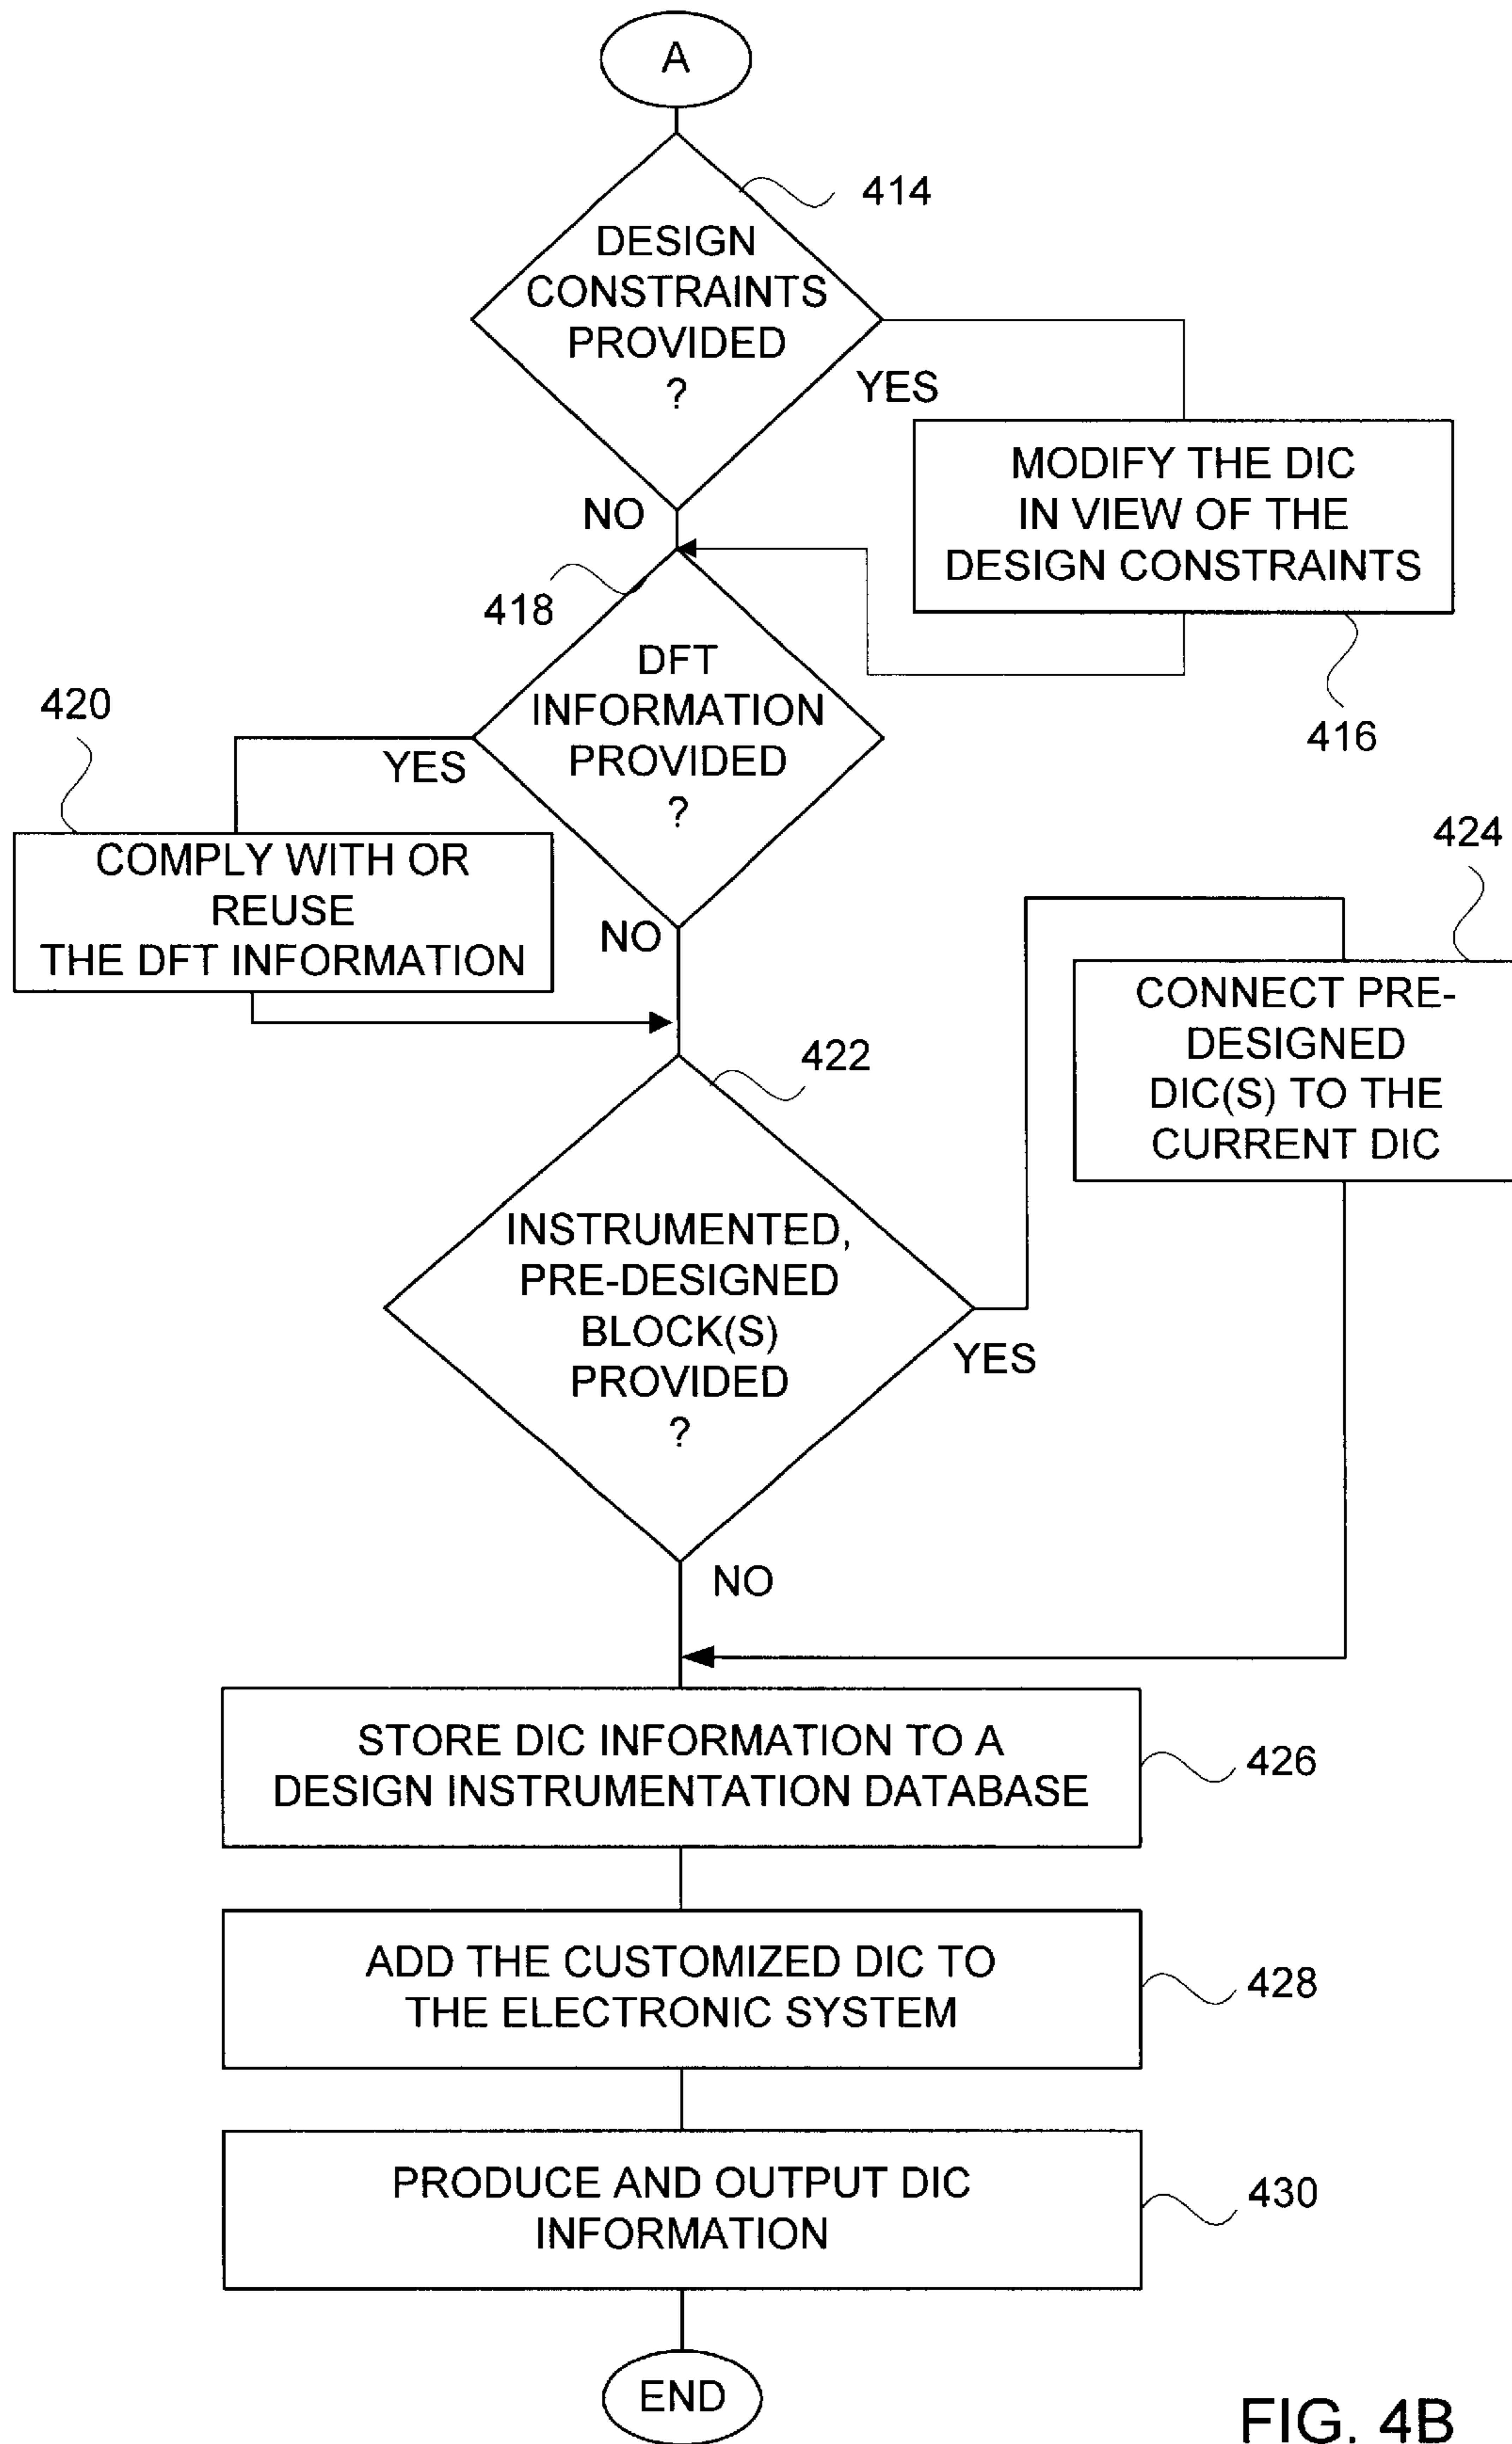 A
414
DESIGN
CONSTRAINTS
PROVIDED
?
YES
MODIFY THE DIC
IN VIEW OF THE
DESIGN CONSTRAINTS
416
NO
418
DFT
INFORMATION
PROVIDED
?
YES
420
COMPLY WITH OR
REUSE
THE DFT INFORMATION
NO
422
424
CONNECT PRE-
DESIGNED
DIC(S) TO THE
CURRENT DIC
INSTRUMENTED,
PRE-DESIGNED
BLOCK(S)
PROVIDED
?
YES
NO
STORE DIC INFORMATION TO A
DESIGN INSTRUMENTATION DATABASE
426
ADD THE CUSTOMIZED DIC TO
THE ELECTRONIC SYSTEM
428
PRODUCE AND OUTPUT DIC
INFORMATION
430
END
FIG. 4B